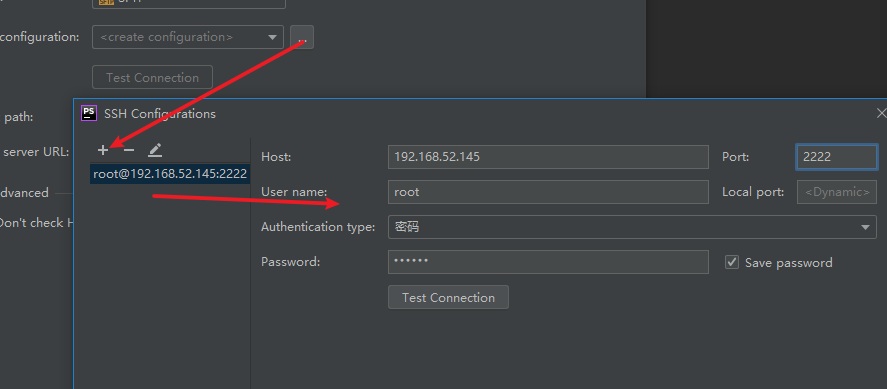 SFTP
configuration:
<create configuration>
...
Test Connection
path:
server URL:
dvanced
Don't check H
PS
SSH Configurations
root@192.168.52.145:2222
Host:
192.168.52.145
Port:
2222
User name:
root
Local port:
<Dynamic>
Authentication type:
密码
Password:
••••••
Save password
Test Connection